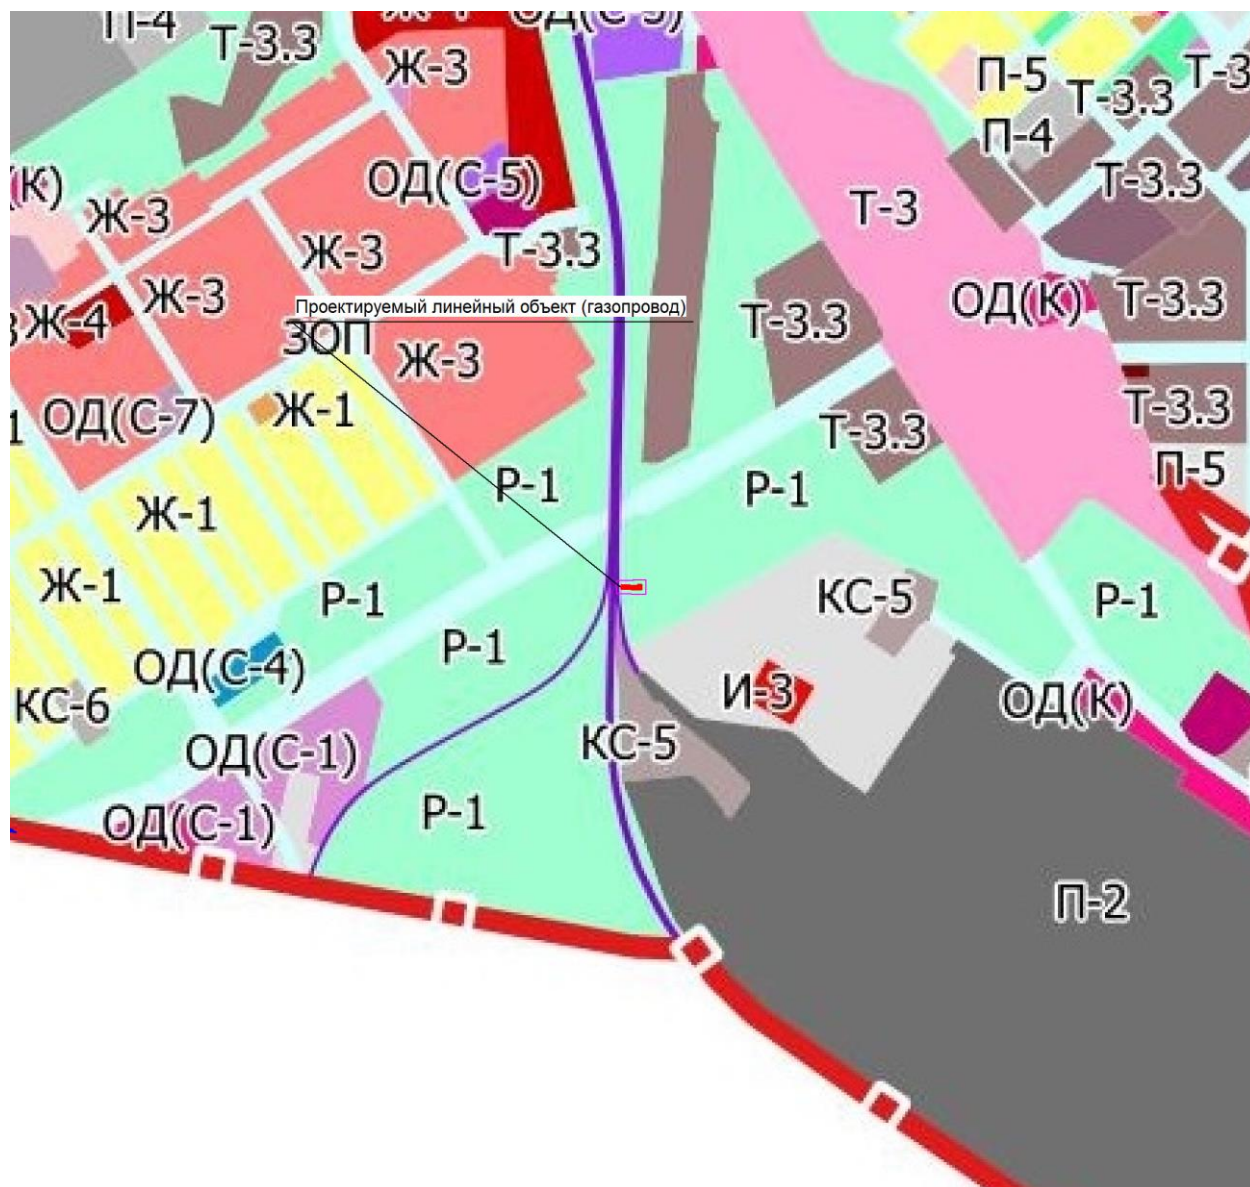 П-4
Т-3.3
Ж-4
ОД(С-5)
Ж-3
П-5
Т-3.3
Т-3
П-4
(К)
Ж-3
ОД(С-5)
Т-3
Т-3.3
Ж-3
Т-3.3
Ж-3
Ж-4
Проектируемый линейный объект (газопровод)
ЗОП
Ж-3
Т-3.3
ОД(К)
Т-3.3
1
ОД(С-7)
Ж-1
Т-3.3
Т-3.3
П-5
Р-1
Р-1
Ж-1
Ж-1
Р-1
КС-5
Р-1
Р-1
ОД(С-4)
И-3
ОД(К)
КС-6
ОД(С-1)
КС-5
ОД(С-1)
Р-1
П-2